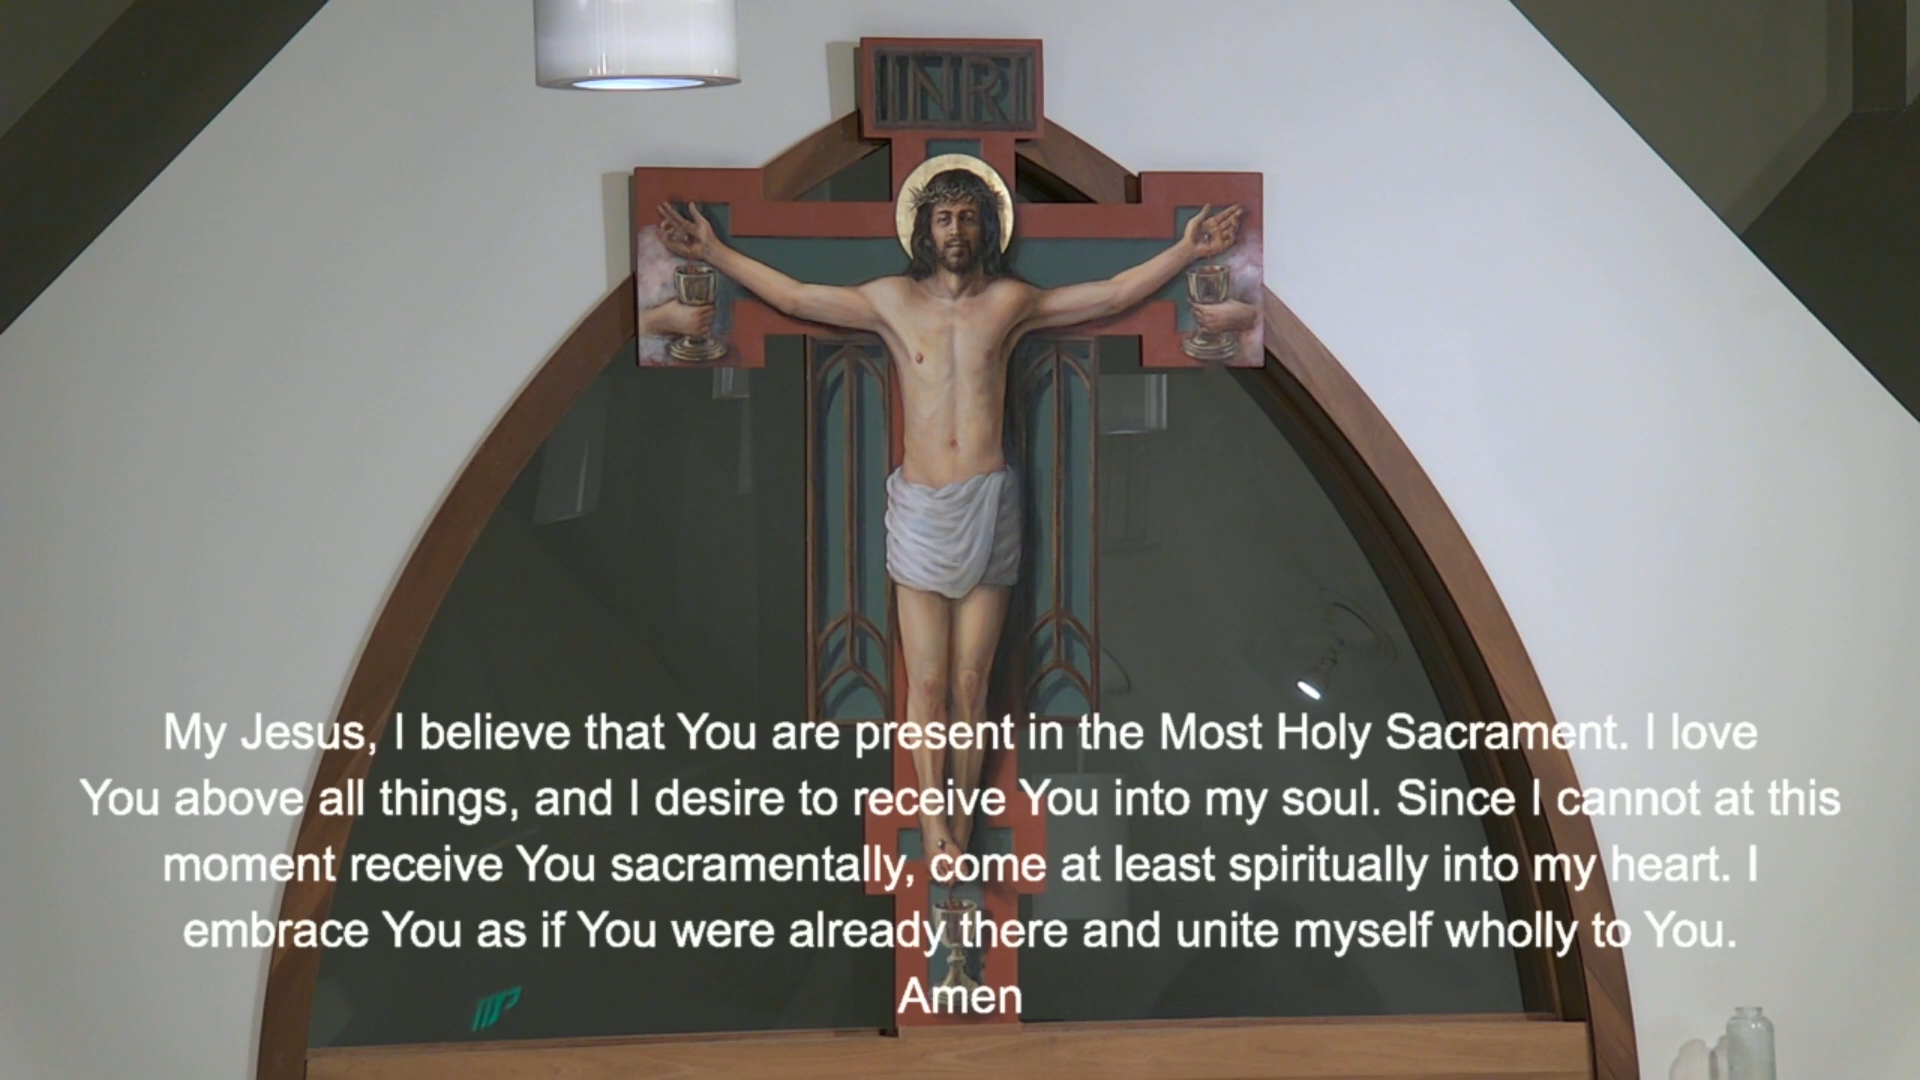 INRI
My Jesus, I believe that You are present in the Most Holy Sacrament. I love
You above all things, and I desire to receive You into my soul. Since I cannot at this
moment receive You sacramentally, come at least spiritually into my heart. I
embrace You as if You were already there and unite myself wholly to You.
Amen